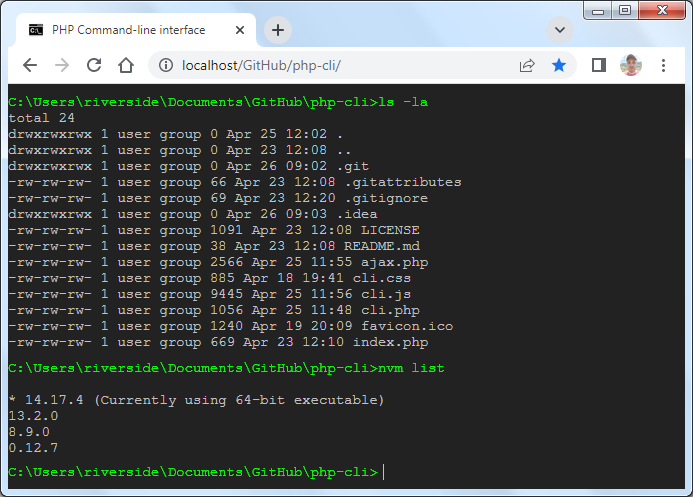 PHP Command-line interface
localhost/GitHub/php-cli/
C:\Users\riverside\Documents\GitHub\php-cli>ls -la
total 24
drwxrwxrwx 1 user group 0 Apr 25 12:02 .
drwxrwxrwx 1 user group 0 Apr 23 12:08 ..
drwxrwxrwx 1 user group 0 Apr 26 09:02 .git
-rw-rw-rw- 1 user group 66 Apr 23 12:08 .gitattributes
-rw-rw-rw- 1 user group 69 Apr 23 12:20 .gitignore
drwxrwxrwx 1 user group 0 Apr 26 09:03 .idea
-rw-rw-rw- 1 user group 1091 Apr 23 12:08 LICENSE
-rw-rw-rw- 1 user group 38 Apr 23 12:08 README.md
-rw-rw-rw- 1 user group 2566 Apr 25 11:55 ajax.php
-rw-rw-rw- 1 user group 885 Apr 18 19:41 cli.css
-rw-rw-rw- 1 user group 9445 Apr 25 11:56 cli.js
-rw-rw-rw- 1 user group 1056 Apr 25 11:48 cli.php
-rw-rw-rw- 1 user group 1240 Apr 19 20:09 favicon.ico
-rw-rw-rw- 1 user group 669 Apr 23 12:10 index.php
C:\Users\riverside\Documents\GitHub\php-cli>nvm list
* 14.17.4 (Currently using 64-bit executable)
13.2.0
8.9.0
0.12.7
C:\Users\riverside\Documents\GitHub\php-cli>